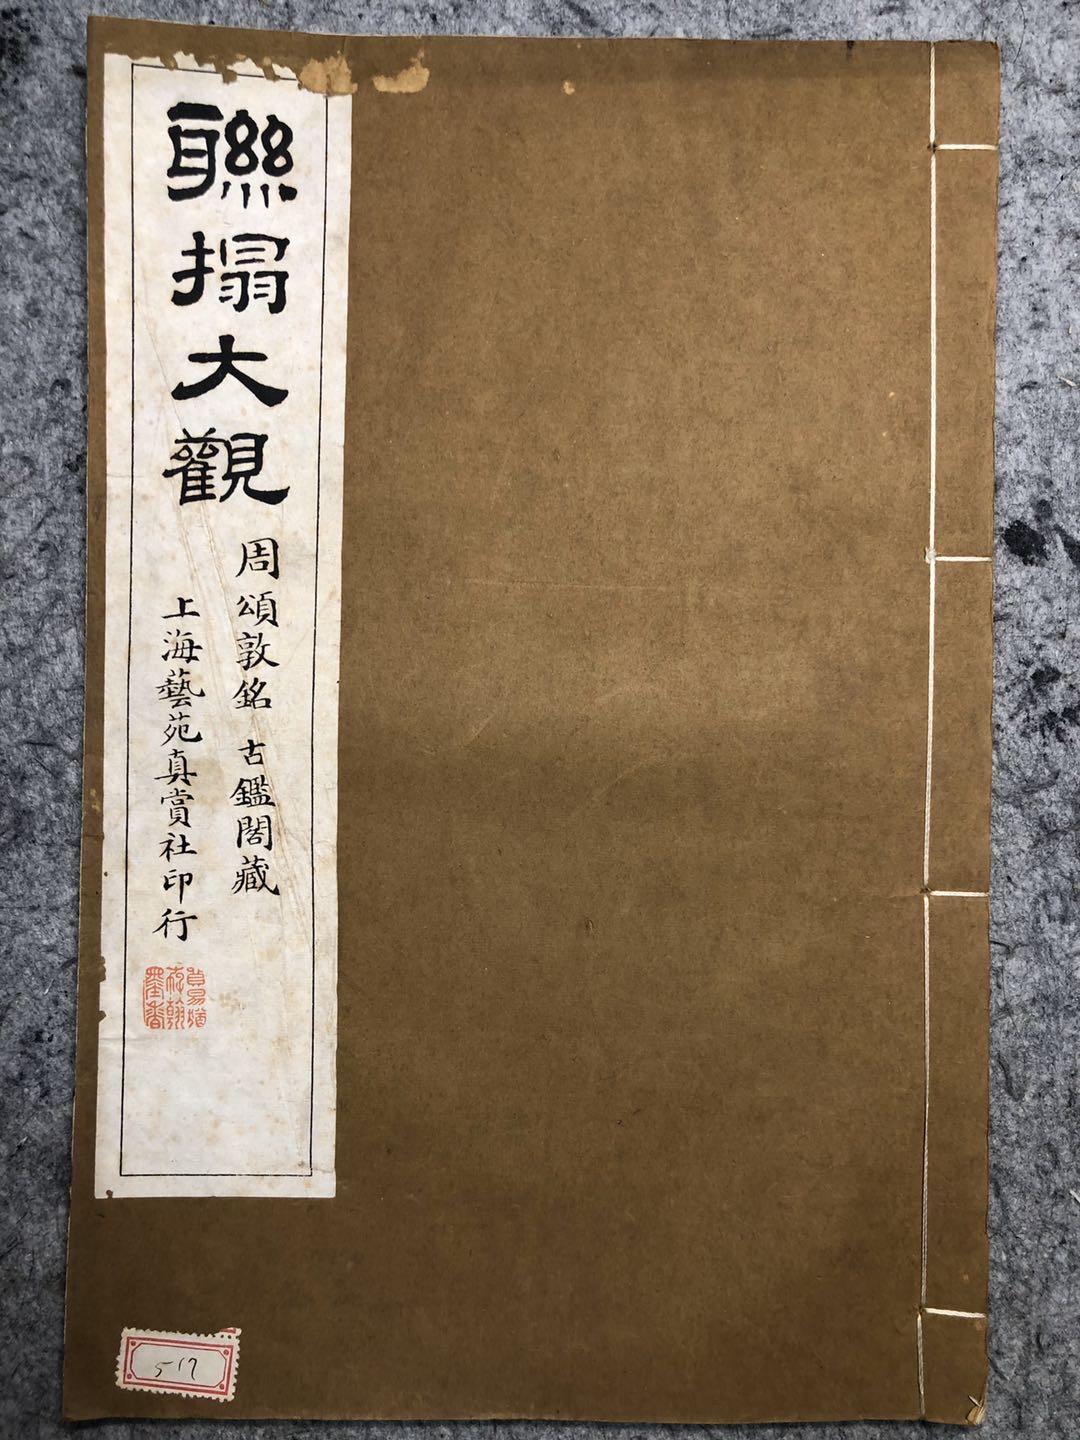 聮搨大觀
周頌敦銘 古鑑閣藏
上海藝苑真賞社印行
517